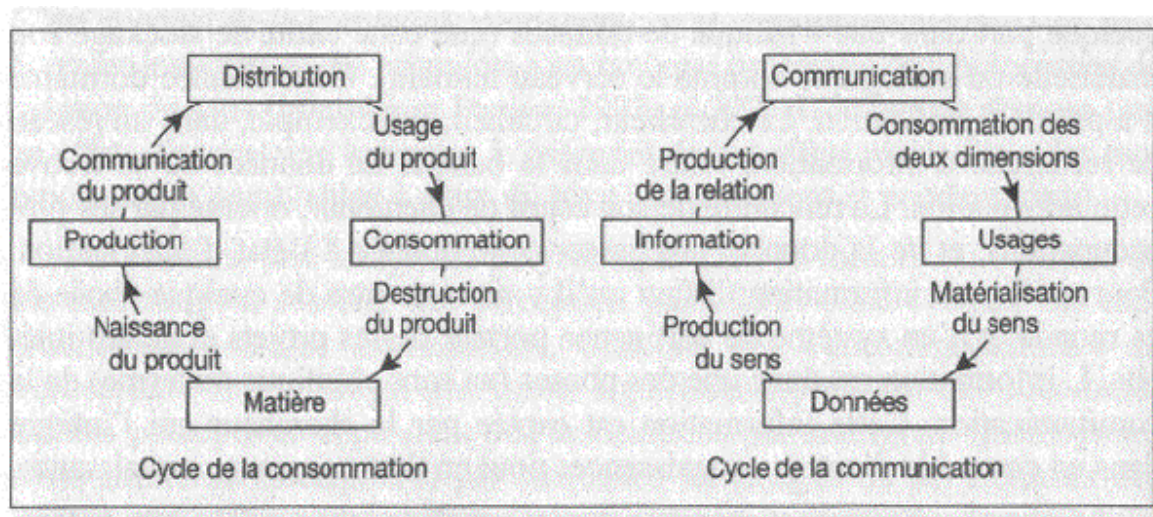 Distribution
Usage
du produit
Communication
du produit
Production
Consommation
Naissance
du produit
Destruction
du produit
Matière
Cycle de la consommation
Communication
Consommation des
deux dimensions
Production
de la relation
Information
Usages
Production
du sens
Matérialisation
du sens
Données
Cycle de la communication